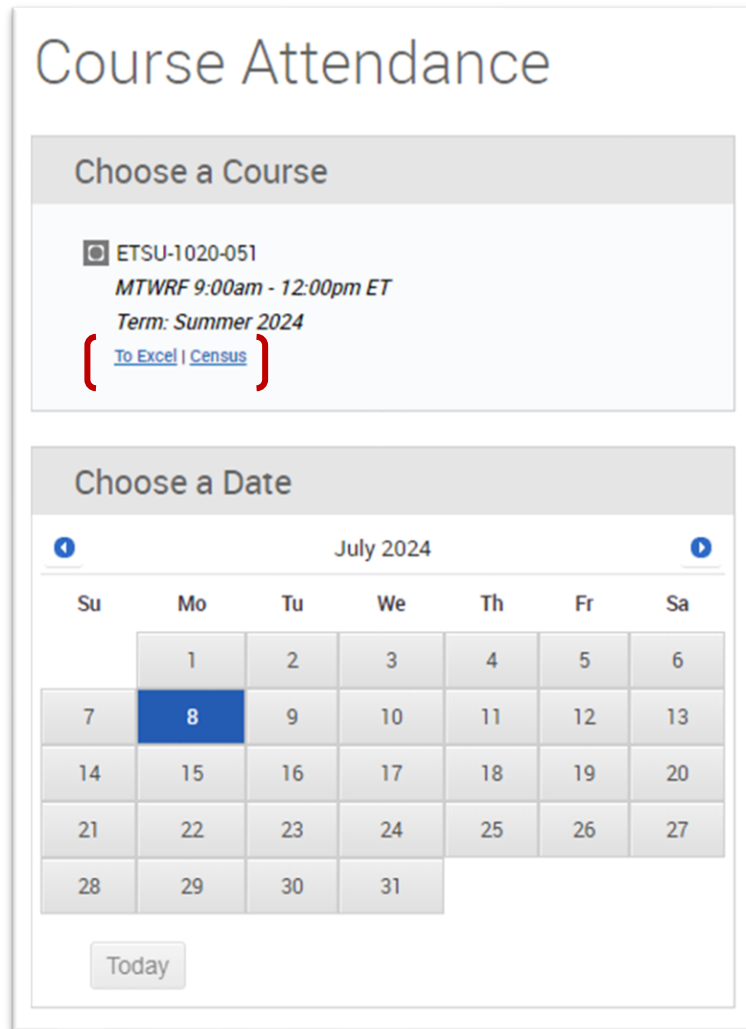 Course Attendance
Choose a Course
ETSU-1020-051
MTWRF 9:00am - 12:00pm ET
Term: Summer 2024
To Excel | Census
Choose a Date
July 2024
Su Mo Tu We Th Fr Sa
1 2 3 4 5 6
7 8 9 10 11 12 13
14 15 16 17 18 19 20
21 22 23 24 25 26 27
28 29 30 31
Today